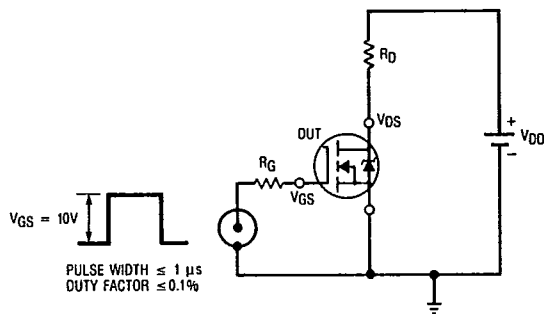 RD
DUT
VDS
+
VDD
−
RG
VGS
VGS = 10V
PULSE WIDTH ≤ 1 µs
DUTY FACTOR ≤ 0.1%